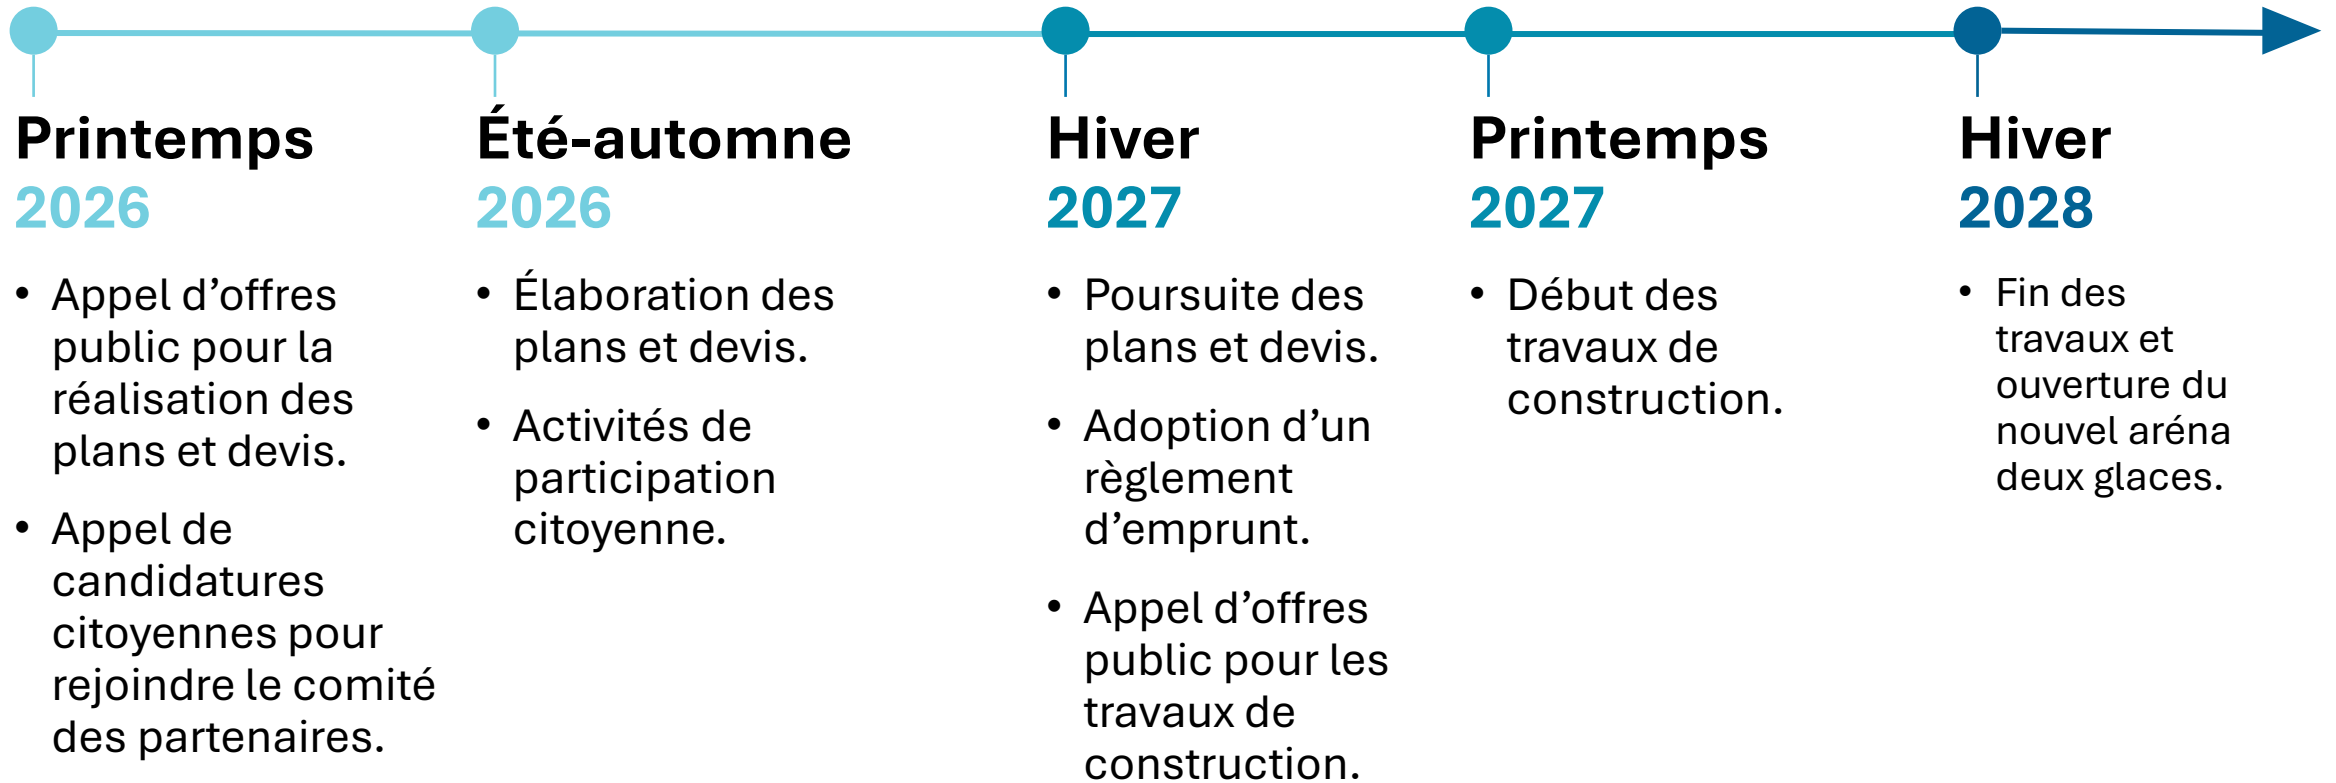 Printemps
2026
• Appel d’offres
public pour la
réalisation des
plans et devis.
• Appel de
candidatures
citoyennes pour
rejoindre le comité
des partenaires.
Été-automne
2026
• Élaboration des
plans et devis.
• Activités de
participation
citoyenne.
Hiver
2027
• Poursuite des
plans et devis.
• Adoption d’un
règlement
d’emprunt.
• Appel d’offres
public pour les
travaux de
construction.
Printemps
2027
• Début des
travaux de
construction.
Hiver
2028
• Fin des
travaux et
ouverture du
nouvel aréna
deux glaces.